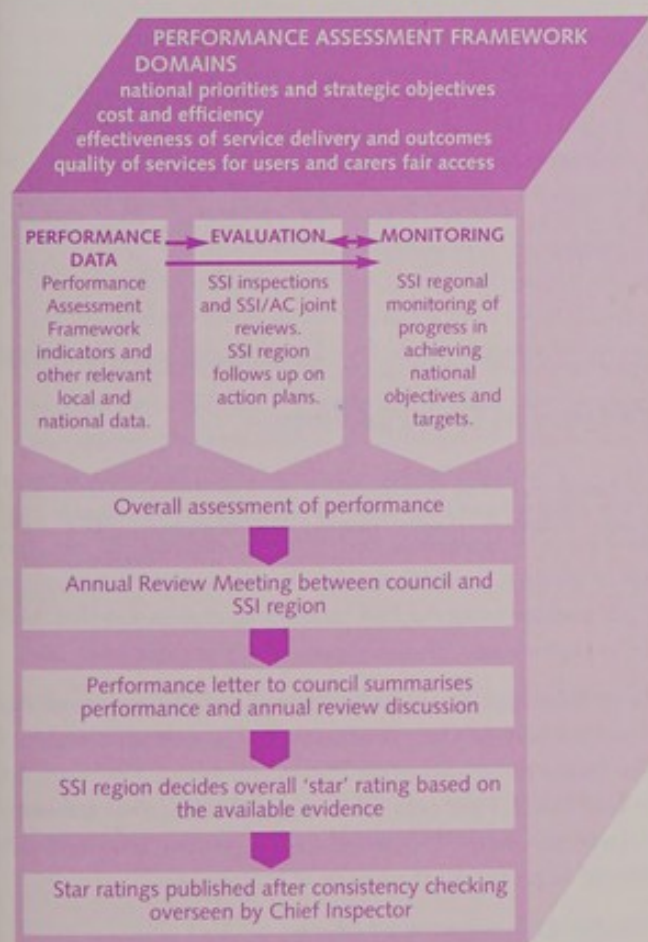 PERFORMANCE ASSESSMENT FRAMEWORK
DOMAINS
national priorities and strategic objectives
cost and efficiency
effectiveness of service delivery and outcomes
quality of services for users and carers fair access
PERFORMANCE
DATA
Performance
Assessment
Framework
indicators and
other relevant
local and
national data.
EVALUATION
SSI inspections
and SSI/AC joint
reviews.
SSI region
follows up on
action plans.
MONITORING
SSI regonal
monitoring of
progress in
achieving
national
objectives and
targets.
Overall assessment of performance
Annual Review Meeting between council and
SSI region
Performance letter to council summarises
performance and annual review discussion
SSI region decides overall ‘star’ rating based on
the available evidence
Star ratings published after consistency checking
overseen by Chief Inspector